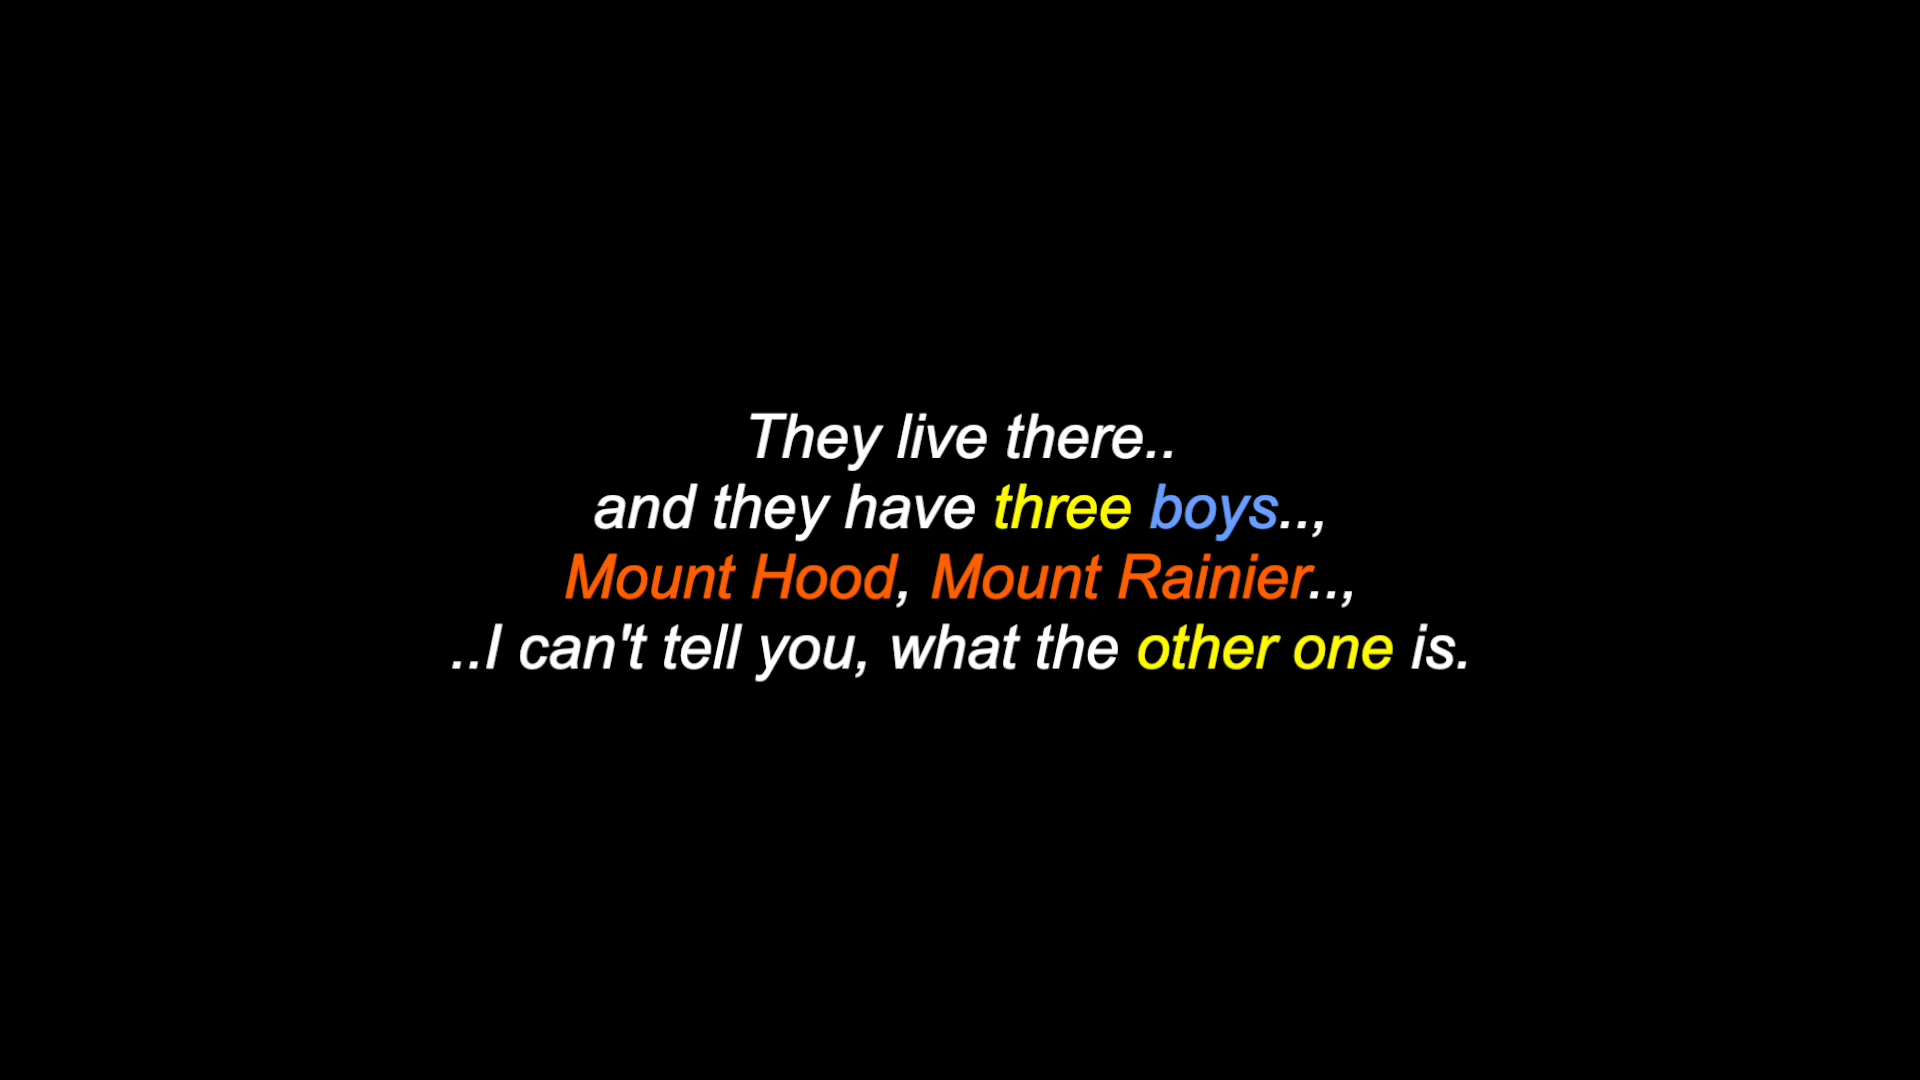 They live there..
and they have three boys..,
Mount Hood, Mount Rainier..,
..I can't tell you, what the other one is.